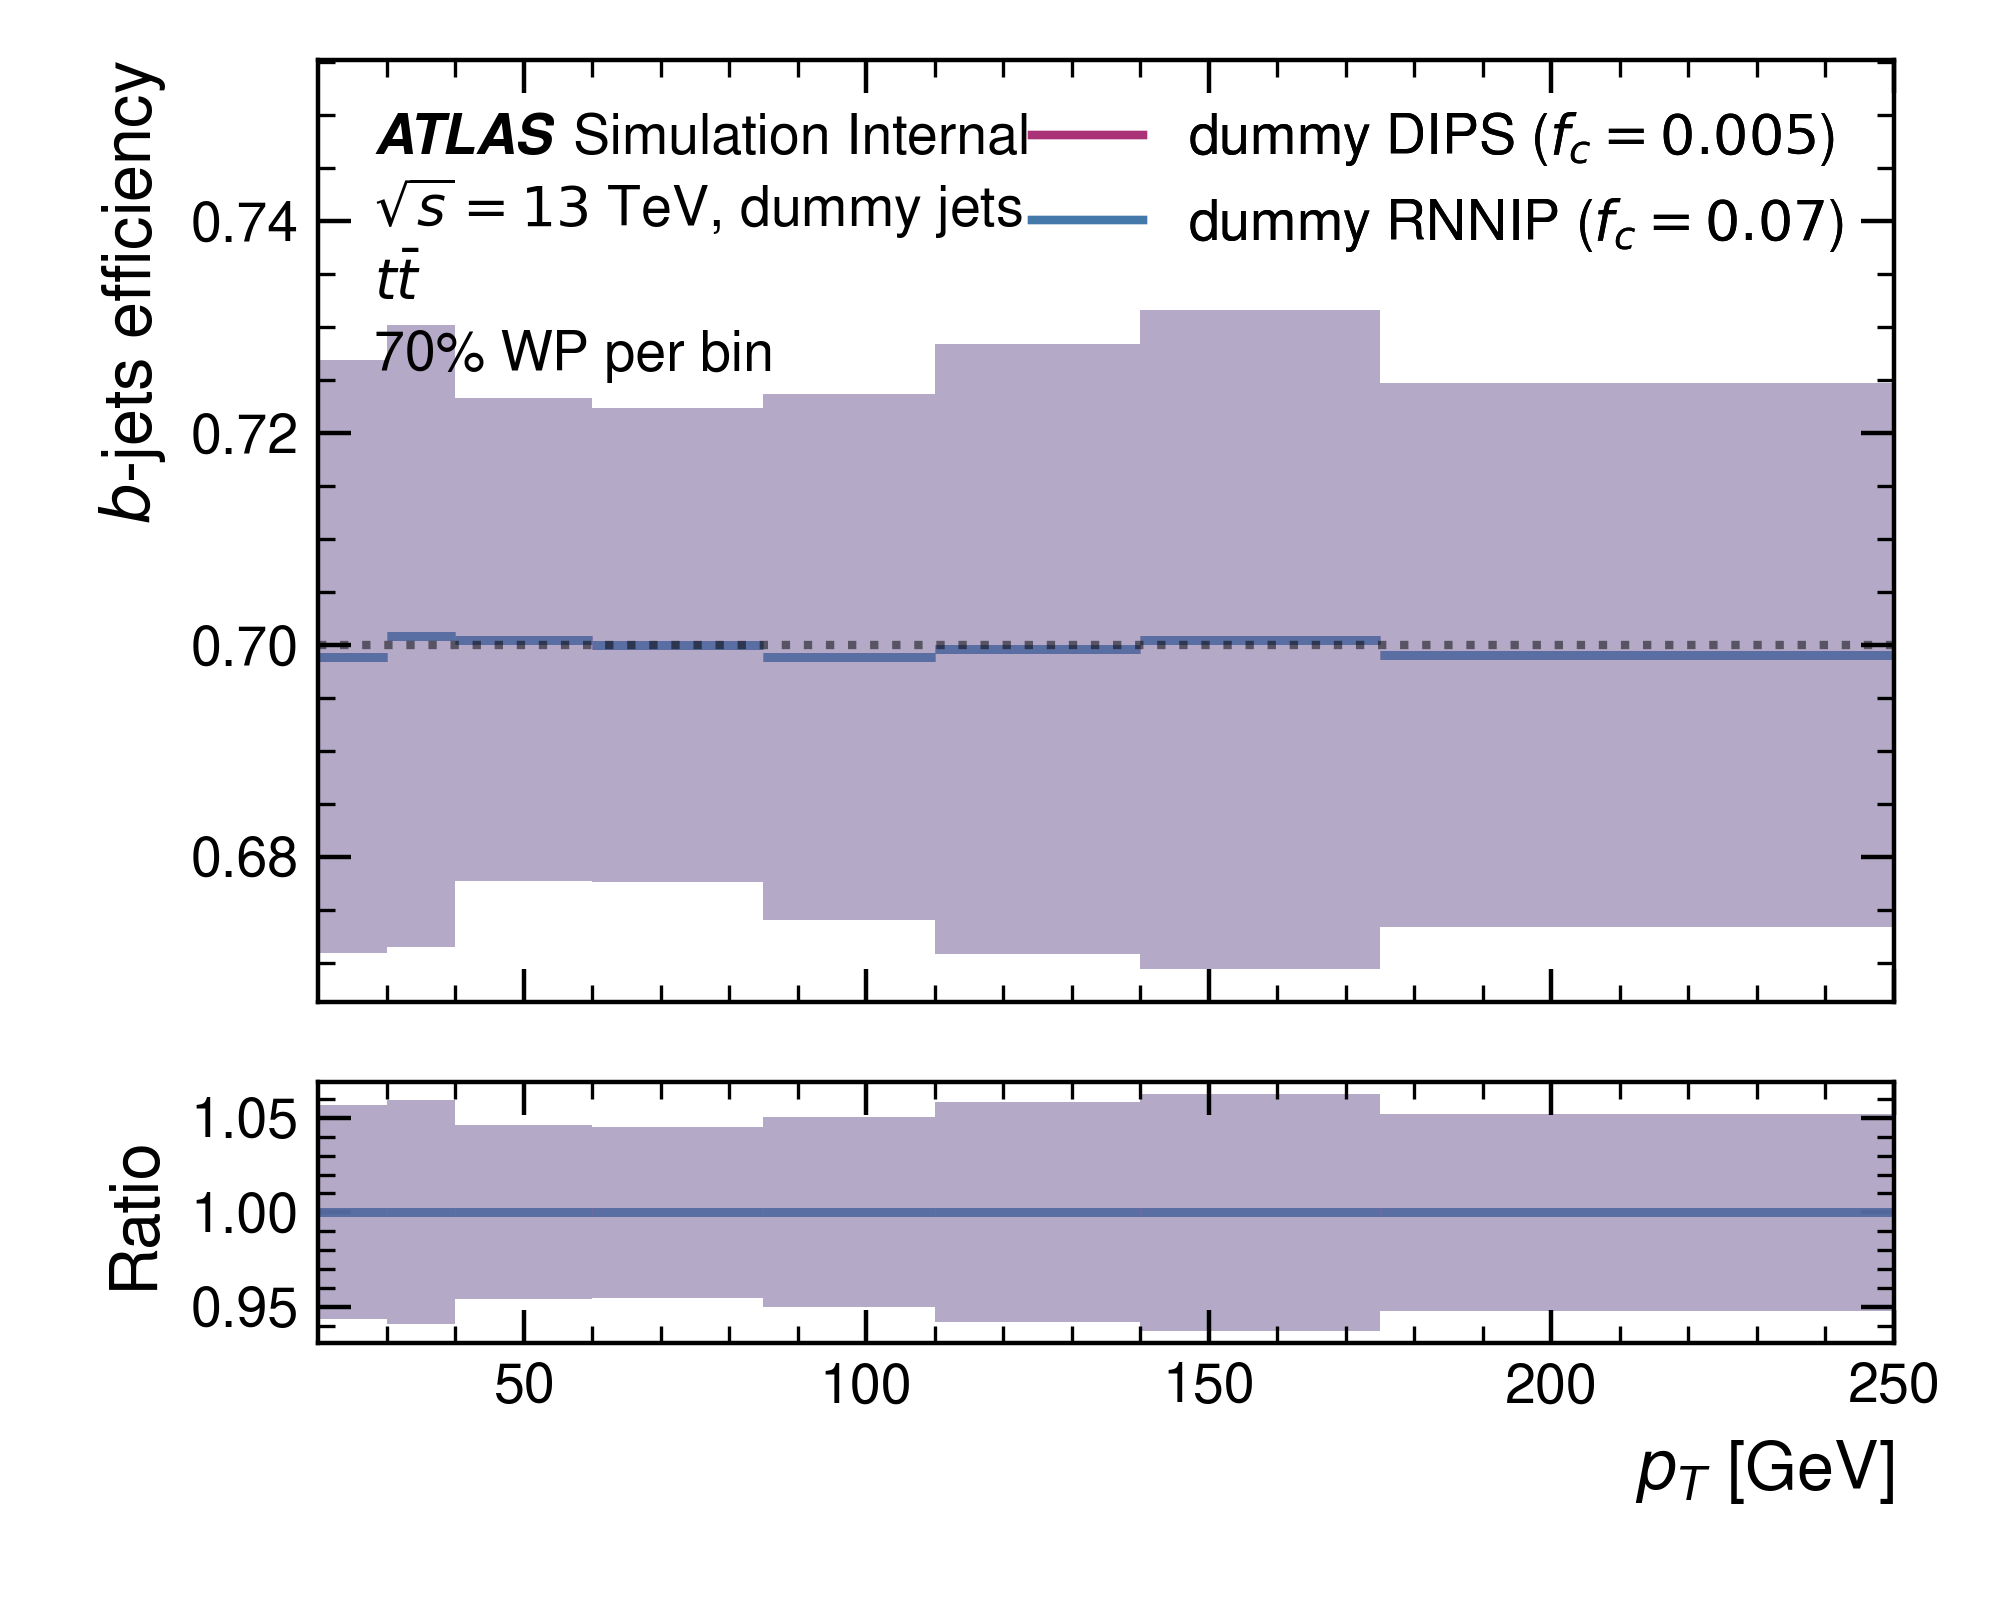 b-jets efficiency
ATLAS Simulation Internal
√s = 13 TeV, dummy jets
tt̄
70% WP per bin
dummy DIPS (f_c = 0.005)
dummy RNNIP (f_c = 0.07)
0.74
0.72
0.70
0.68
Ratio
1.05
1.00
0.95
50 100 150 200 250
p_T [GeV]